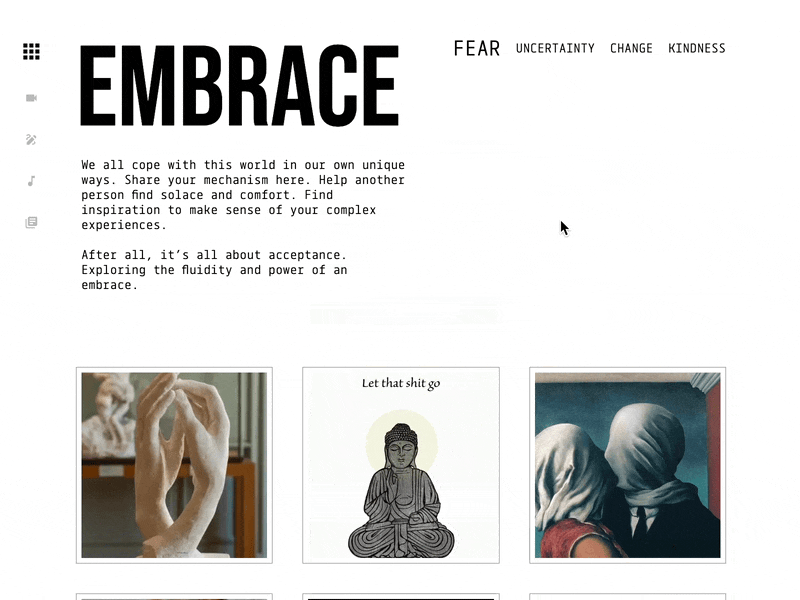 EMBRACE
FEAR UNCERTAINTY CHANGE KINDNESS
We all cope with this world in our own unique
ways. Share your mechanism here. Help another
person find solace and comfort. Find
inspiration to make sense of your complex
experiences.
After all, it’s all about acceptance.
Exploring the fluidity and power of an
embrace.
Let that shit go